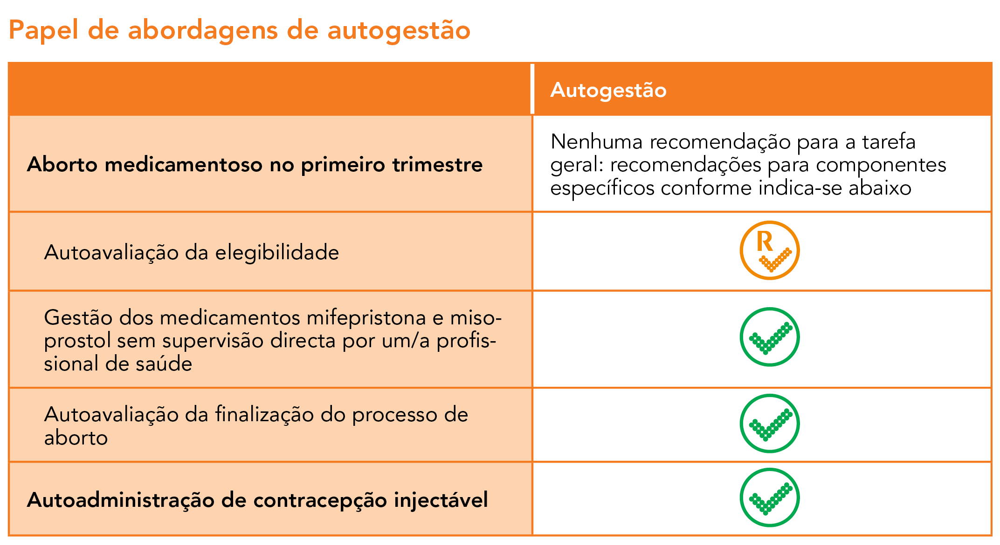 Papel de abordagens de autogestão
Autogestão
Aborto medicamentoso no primeiro trimestre
Nenhuma recomendação para a tarefa
geral: recomendações para componentes
específicos conforme indica-se abaixo
Autoavaliação da elegibilidade
R
Gestão dos medicamentos mifepristona e miso-
prostol sem supervisão directa por um/a profis-
sional de saúde
Autoavaliação da finalização do processo de
aborto
Autoadministração de contracepção injectável